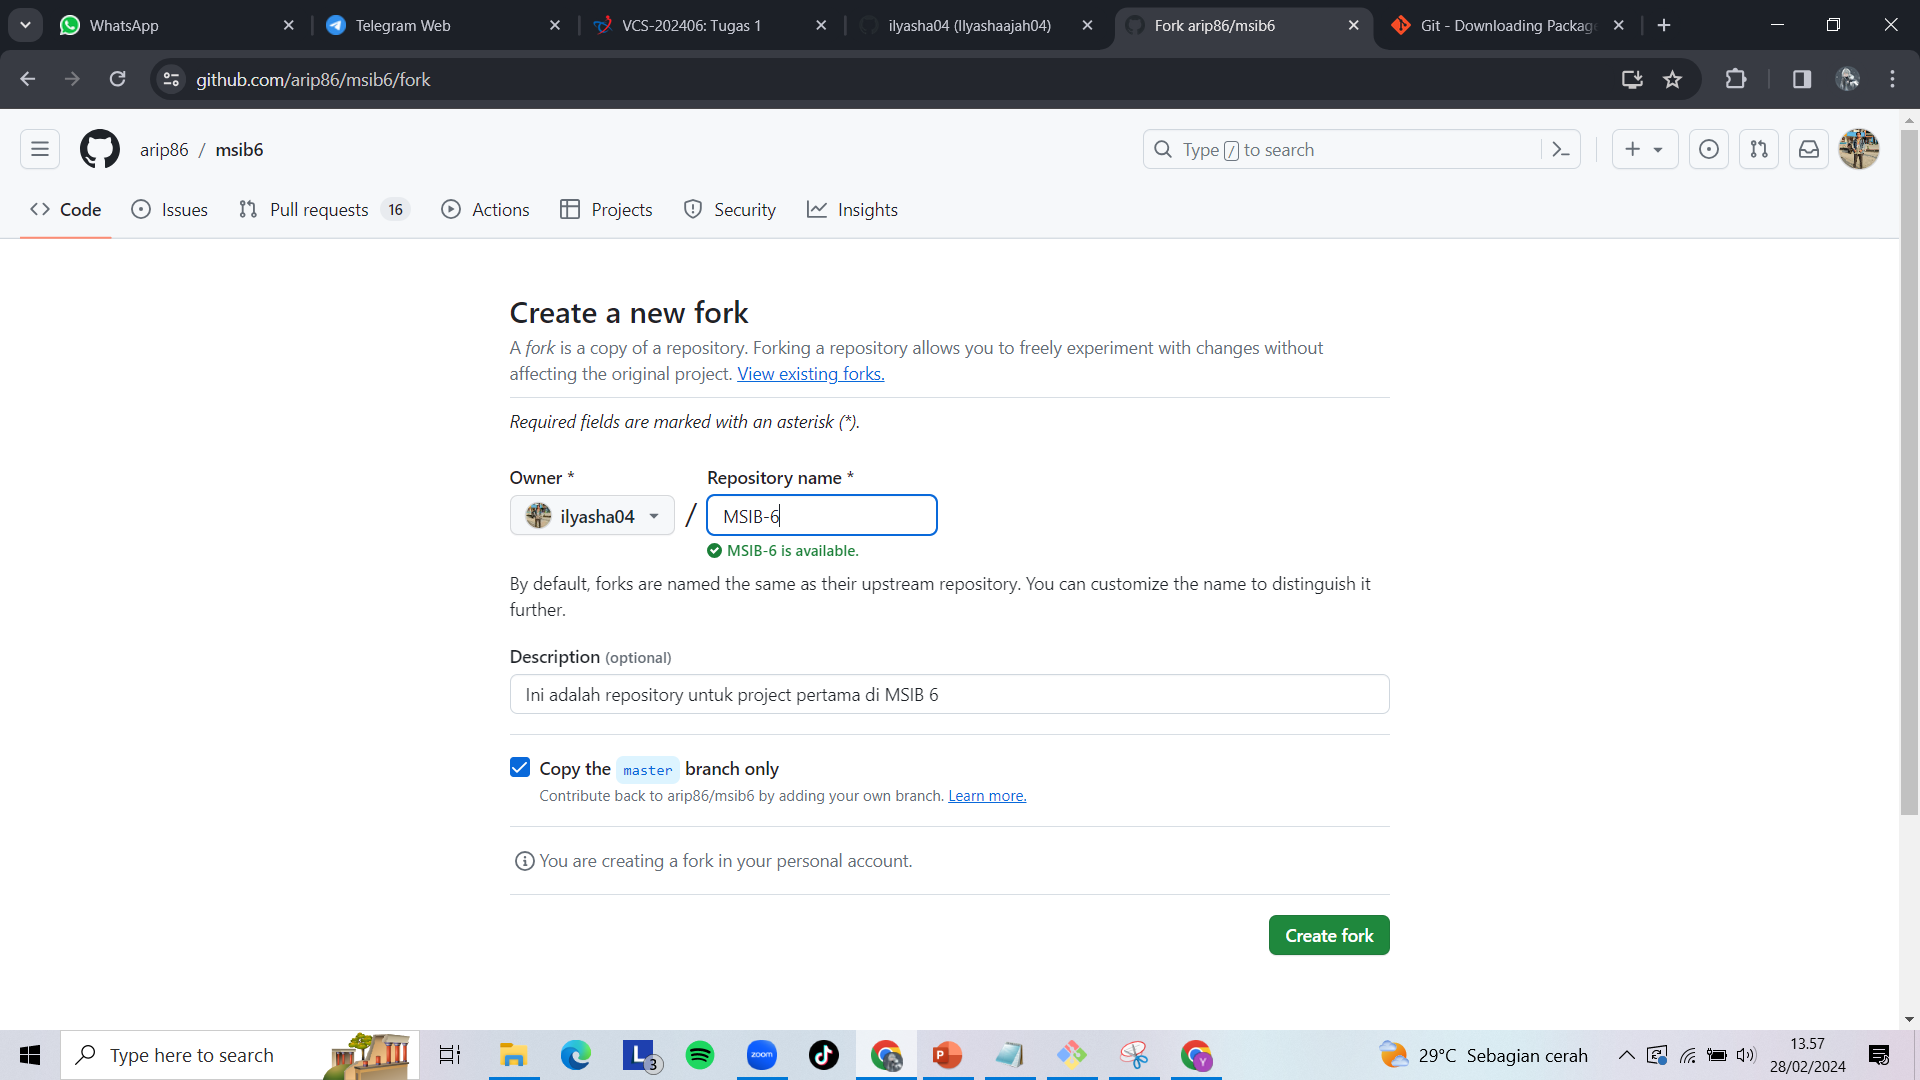 WhatsApp
Telegram Web
VCS-202406: Tugas 1
ilyasha04 (Ilyashaajah04)
Fork arip86/msib6
Git - Downloading Packag
github.com/arip86/msib6/fork
arip86 / msib6
Type / to search
Code
Issues
Pull requests 16
Actions
Projects
Security
Insights
Create a new fork
A fork is a copy of a repository. Forking a repository allows you to freely experiment with changes without
affecting the original project. View existing forks.
Required fields are marked with an asterisk (*).
Owner *
Repository name *
ilyasha04 / MSIB-6
MSIB-6 is available.
By default, forks are named the same as their upstream repository. You can customize the name to distinguish it
further.
Description (optional)
Ini adalah repository untuk project pertama di MSIB 6
Copy the master branch only
Contribute back to arip86/msib6 by adding your own branch. Learn more.
You are creating a fork in your personal account.
Create fork
Type here to search
L
3
zoom
P
Y
29°C Sebagian cerah
13.57
28/02/2024